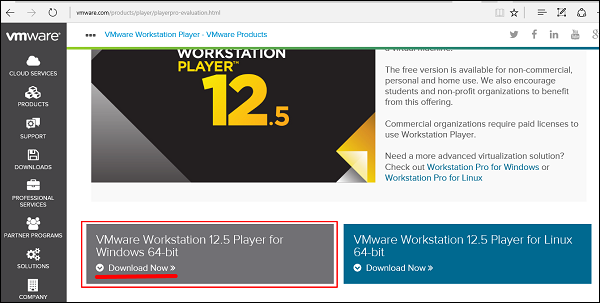 vmware.com/products/player/playerpro-evaluation.html
vmware®
VMware Workstation Player - VMware Products
CLOUD SERVICES
PRODUCTS
SUPPORT
DOWNLOADS
PROFESSIONAL
SERVICES
PARTNER PROGRAMS
SOLUTIONS
COMPANY
WORKSTATION
PLAYER™
12.5
a virtual machine.
The free version is available for non-commercial,
personal and home use. We also encourage
students and non-profit organizations to benefit
from this offering.
Commercial organizations require paid licenses to
use Workstation Player.
Need a more advanced virtualization solution?
Check out Workstation Pro for Windows or
Workstation Pro for Linux
VMware Workstation 12.5 Player for
Windows 64-bit
Download Now »
VMware Workstation 12.5 Player for Linux
64-bit
Download Now »